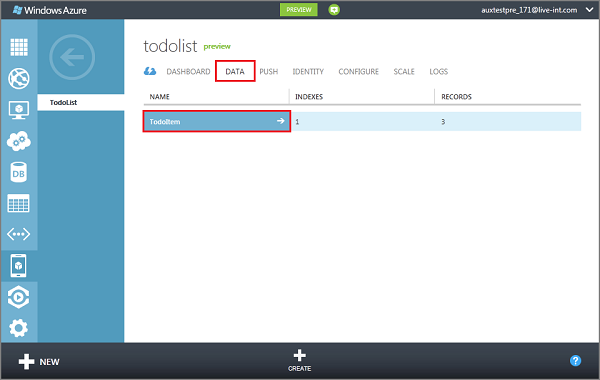 Windows Azure
PREVIEW
auxtestpre_171@live-int.com
todolist preview
DASHBOARD DATA PUSH IDENTITY CONFIGURE SCALE LOGS
TodoList
NAME INDEXES RECORDS
TodoItem 1 3
DB
NEW
CREATE
?